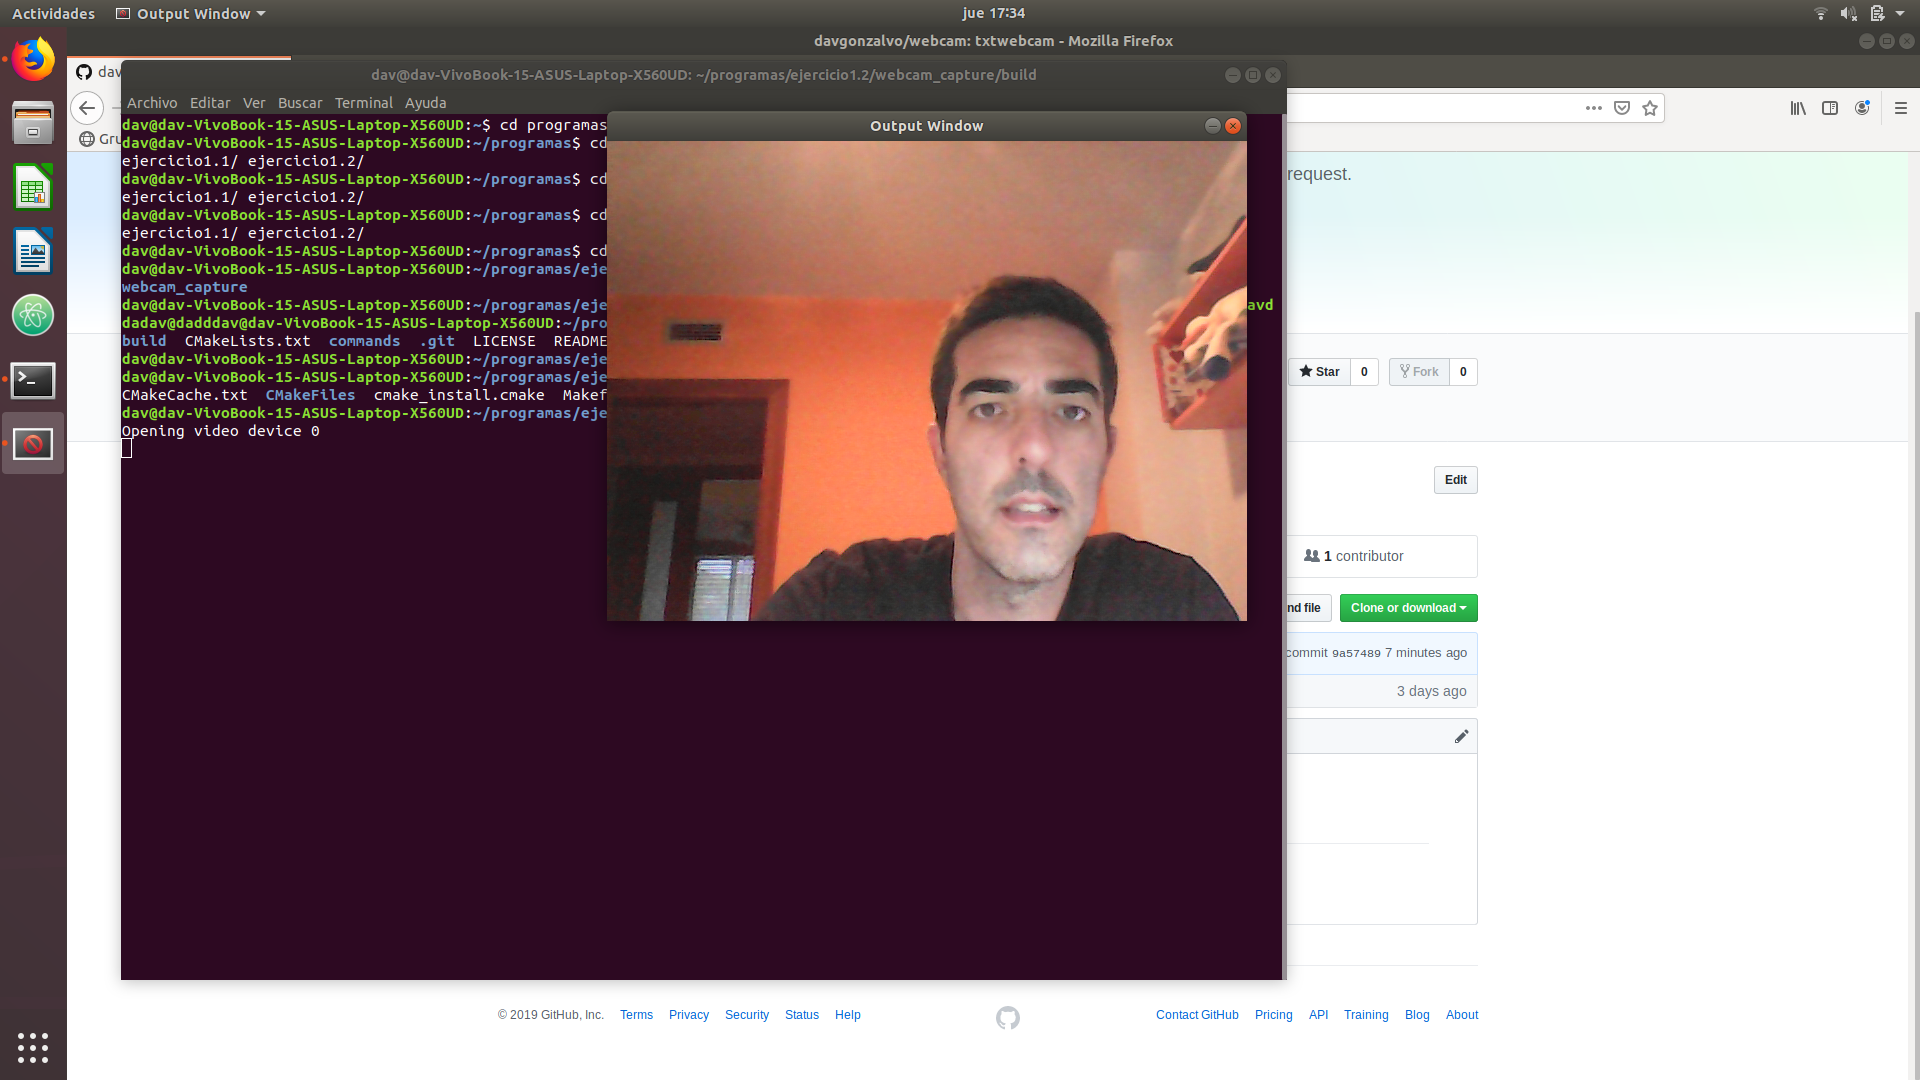 Actividades
Output Window
jue 17:34
davgonzalvo/webcam: txtwebcam - Mozilla Firefox
dav
dav@dav-VivoBook-15-ASUS-Laptop-X560UD: ~/programas/ejercicio1.2/webcam_capture/build
Archivo Editar Ver Buscar Terminal Ayuda
Gru
dav@dav-VivoBook-15-ASUS-Laptop-X560UD:~$ cd programas
dav@dav-VivoBook-15-ASUS-Laptop-X560UD:~/programas$ cd
ejercicio1.1/ ejercicio1.2/
dav@dav-VivoBook-15-ASUS-Laptop-X560UD:~/programas$ cd
ejercicio1.1/ ejercicio1.2/
dav@dav-VivoBook-15-ASUS-Laptop-X560UD:~/programas$ cd
ejercicio1.1/ ejercicio1.2/
dav@dav-VivoBook-15-ASUS-Laptop-X560UD:~/programas$ cd
dav@dav-VivoBook-15-ASUS-Laptop-X560UD:~/programas/eje
webcam_capture
dav@dav-VivoBook-15-ASUS-Laptop-X560UD:~/programas/eje avd
dadav@dadddav@dav-VivoBook-15-ASUS-Laptop-X560UD:~/pro
build CMakeLists.txt commands .git LICENSE README
dav@dav-VivoBook-15-ASUS-Laptop-X560UD:~/programas/eje
dav@dav-VivoBook-15-ASUS-Laptop-X560UD:~/programas/eje
CMakeCache.txt CMakeFiles cmake_install.cmake Makef
dav@dav-VivoBook-15-ASUS-Laptop-X560UD:~/programas/eje
Opening video device 0
Output Window
request.
Star 0 Fork 0
Edit
1 contributor
nd file Clone or download
commit 9a57489 7 minutes ago
3 days ago
© 2019 GitHub, Inc. Terms Privacy Security Status Help
Contact GitHub Pricing API Training Blog About